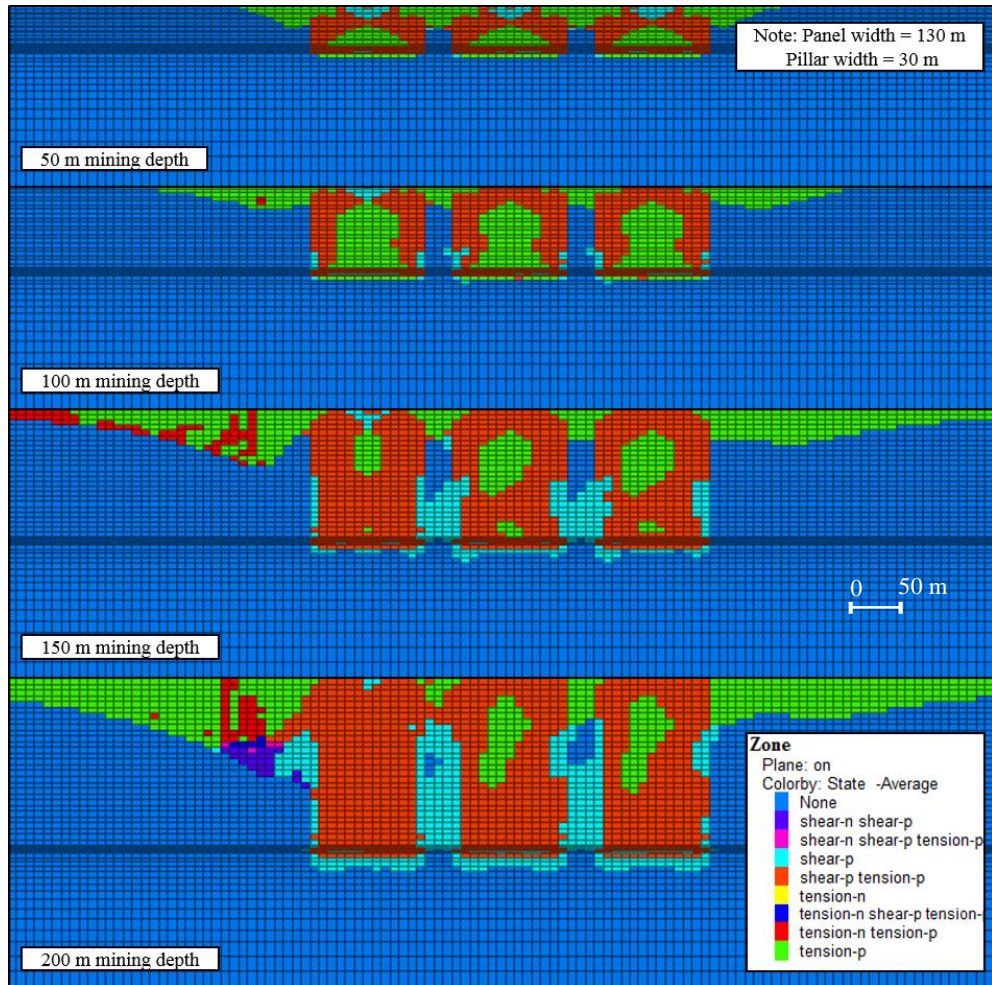 Note: Panel width = 130 m
Pillar width = 30 m
50 m mining depth
100 m mining depth
0 50 m
150 m mining depth
Zone
Plane: on
Colorby: State -Average
None
shear-n shear-p
shear-n shear-p tension-p
shear-p
shear-p tension-p
tension-n
tension-n shear-p tension-
tension-n tension-p
tension-p
200 m mining depth